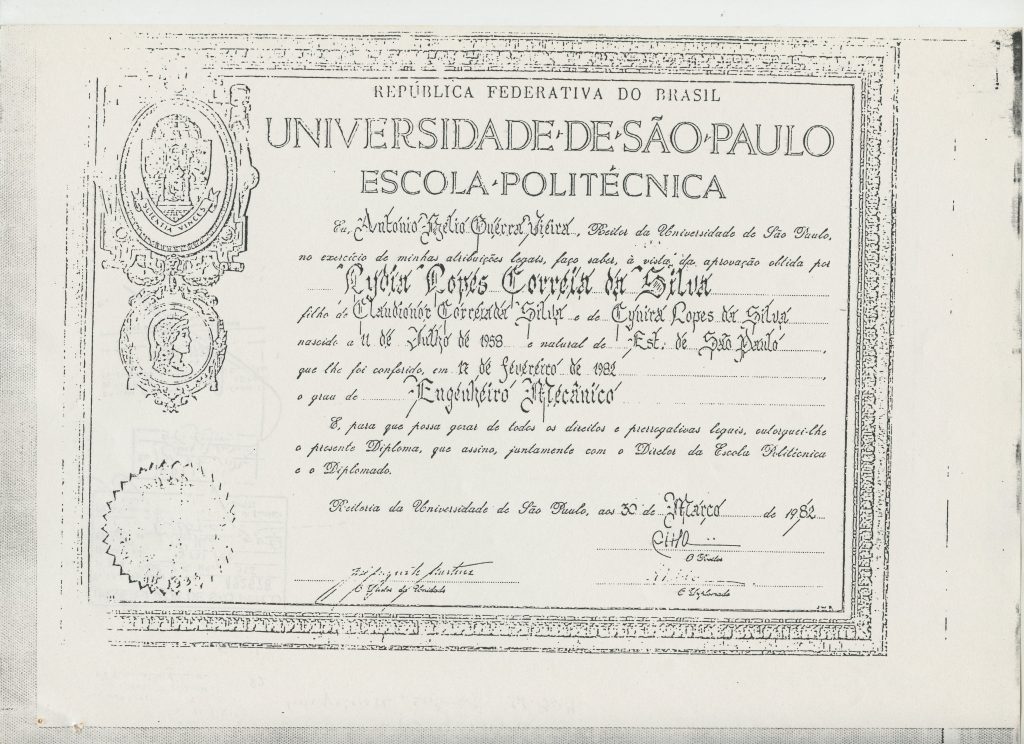 REPÚBLICA FEDERATIVA DO BRASIL
UNIVERSIDADE·DE·SÃO·PAULO
ESCOLA·POLITÉCNICA
SCIENTIA VINCES
Eu, António Hélio Guerra Vieira, Reitor da Universidade de São Paulo,
no exercício de minhas atribuições legais, faço saber, à vista da aprovação obtida por
Lydia Lopes Correia da Silva
filho de Claudionor Correia da Silva e de Cynira Lopes da Silva
nascido a 11 de Julho de 1958 e natural de Est. de São Paulo,
que lhe foi conferido, em 12 de fevereiro de 1982,
o grau de Engenheiro Mecânico
E, para que possa gozar de todos os direitos e prerrogativas legais, outorguei-lhe
o presente Diploma, que assino, juntamente com o Diretor da Escola Politécnica
e o Diplomado.
Reitoria da Universidade de São Paulo, aos 30 de Março de 1982
O Reitor
O Diretor da Unidade
O Diplomado